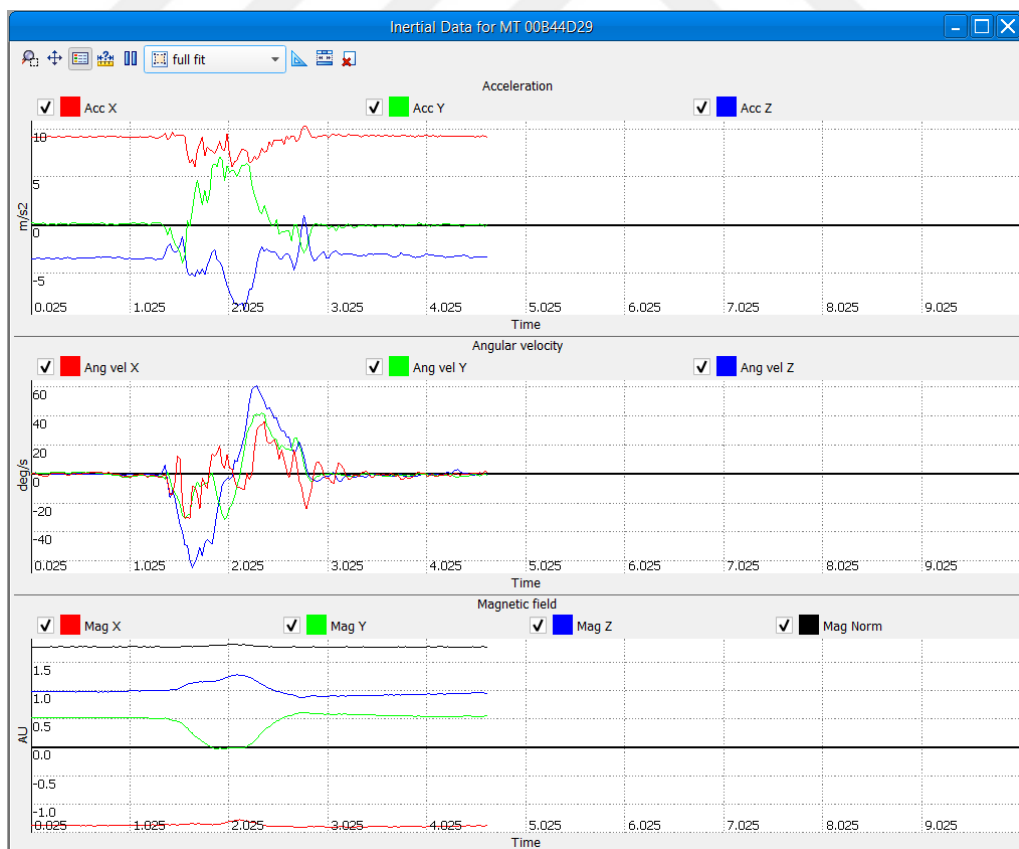 Inertial Data for MT 00B44D29
full fit
Acceleration
Acc X Acc Y Acc Z
10
5
0
-5
m/s2
0.025 1.025 2.025 3.025 4.025 5.025 6.025 7.025 8.025 9.025
Time
Angular velocity
Ang vel X Ang vel Y Ang vel Z
60
40
20
0
-20
-40
deg/s
0.025 1.025 2.025 3.025 4.025 5.025 6.025 7.025 8.025 9.025
Time
Magnetic field
Mag X Mag Y Mag Z Mag Norm
1.5
1.0
0.5
0.0
-0.5
-1.0
AU
0.025 1.025 2.025 3.025 4.025 5.025 6.025 7.025 8.025 9.025
Time